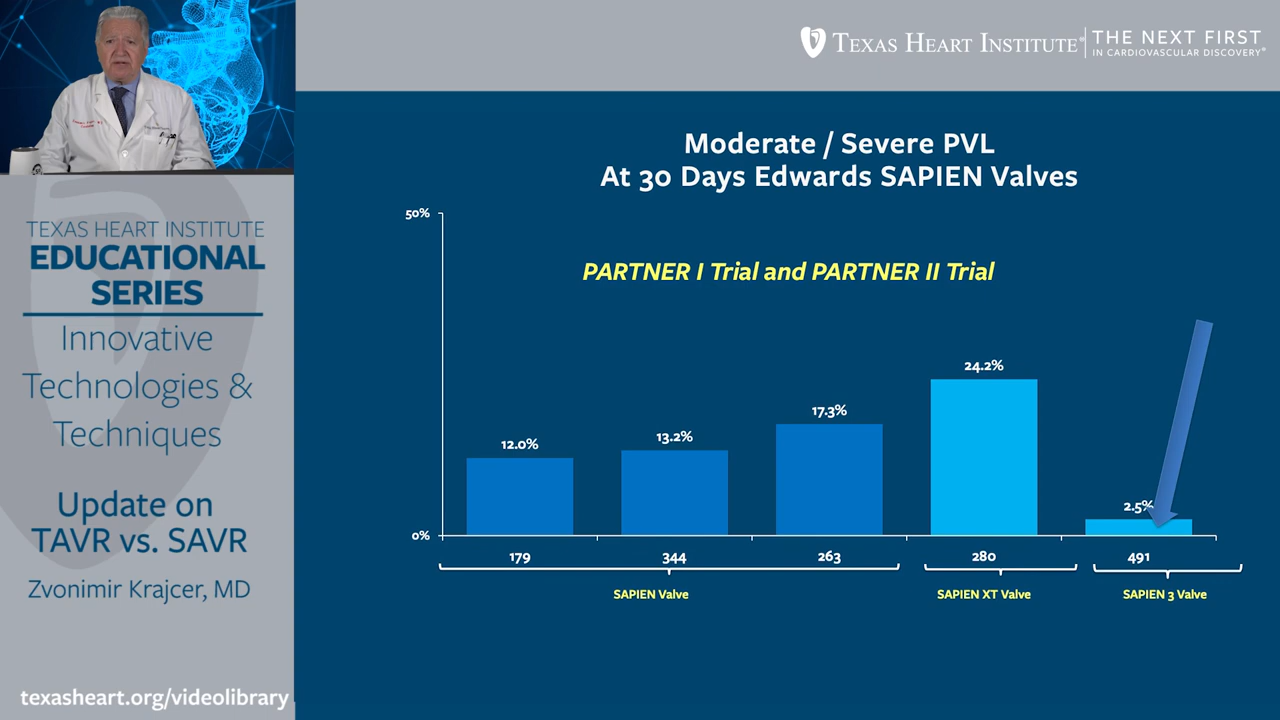 TEXAS HEART INSTITUTE®
THE NEXT FIRST
IN CARDIOVASCULAR DISCOVERY®
TEXAS HEART INSTITUTE
EDUCATIONAL
SERIES
Innovative
Technologies &
Techniques
Update on
TAVR vs. SAVR
Zvonimir Krajcer, MD
texasheart.org/videolibrary
Moderate / Severe PVL
At 30 Days Edwards SAPIEN Valves
PARTNER I Trial and PARTNER II Trial
50%
0%
12.0%
13.2%
17.3%
24.2%
2.5%
179
344
263
280
491
SAPIEN Valve
SAPIEN XT Valve
SAPIEN 3 Valve